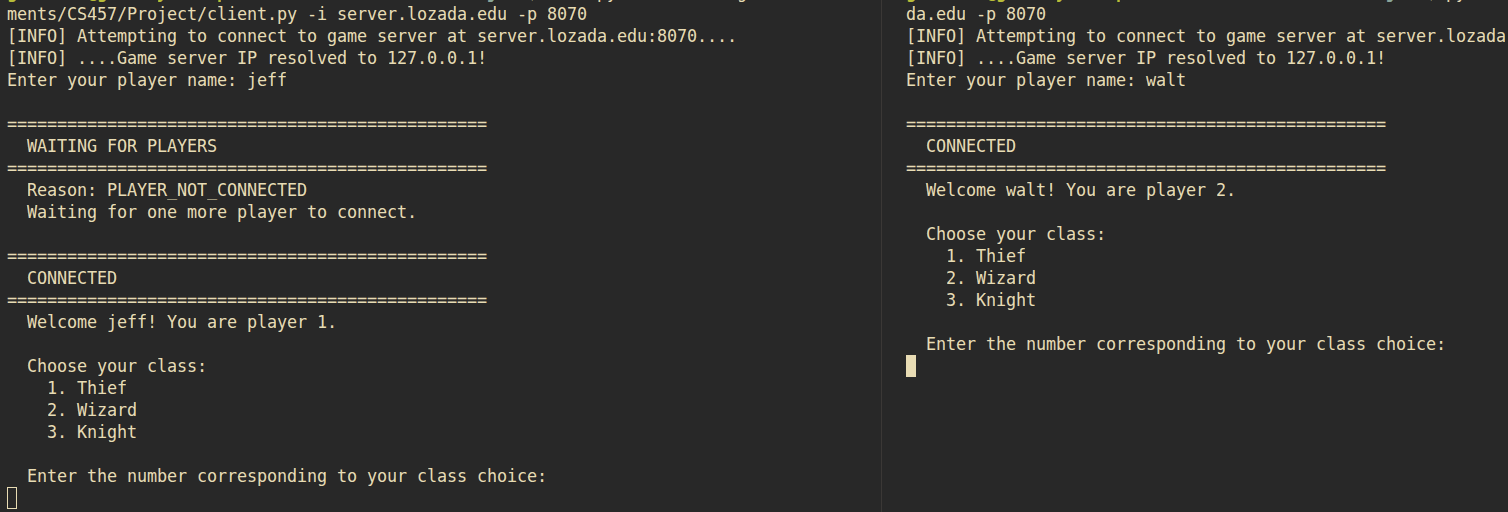 ments/CS457/Project/client.py -i server.lozada.edu -p 8070
[INFO] Attempting to connect to game server at server.lozada.edu:8070....
[INFO] ....Game server IP resolved to 127.0.0.1!
Enter your player name: jeff
================================================
WAITING FOR PLAYERS
================================================
Reason: PLAYER_NOT_CONNECTED
Waiting for one more player to connect.
================================================
CONNECTED
================================================
Welcome jeff! You are player 1.
Choose your class:
1. Thief
2. Wizard
3. Knight
Enter the number corresponding to your class choice:
da.edu -p 8070
[INFO] Attempting to connect to game server at server.lozada
[INFO] ....Game server IP resolved to 127.0.0.1!
Enter your player name: walt
================================================
CONNECTED
================================================
Welcome walt! You are player 2.
Choose your class:
1. Thief
2. Wizard
3. Knight
Enter the number corresponding to your class choice: